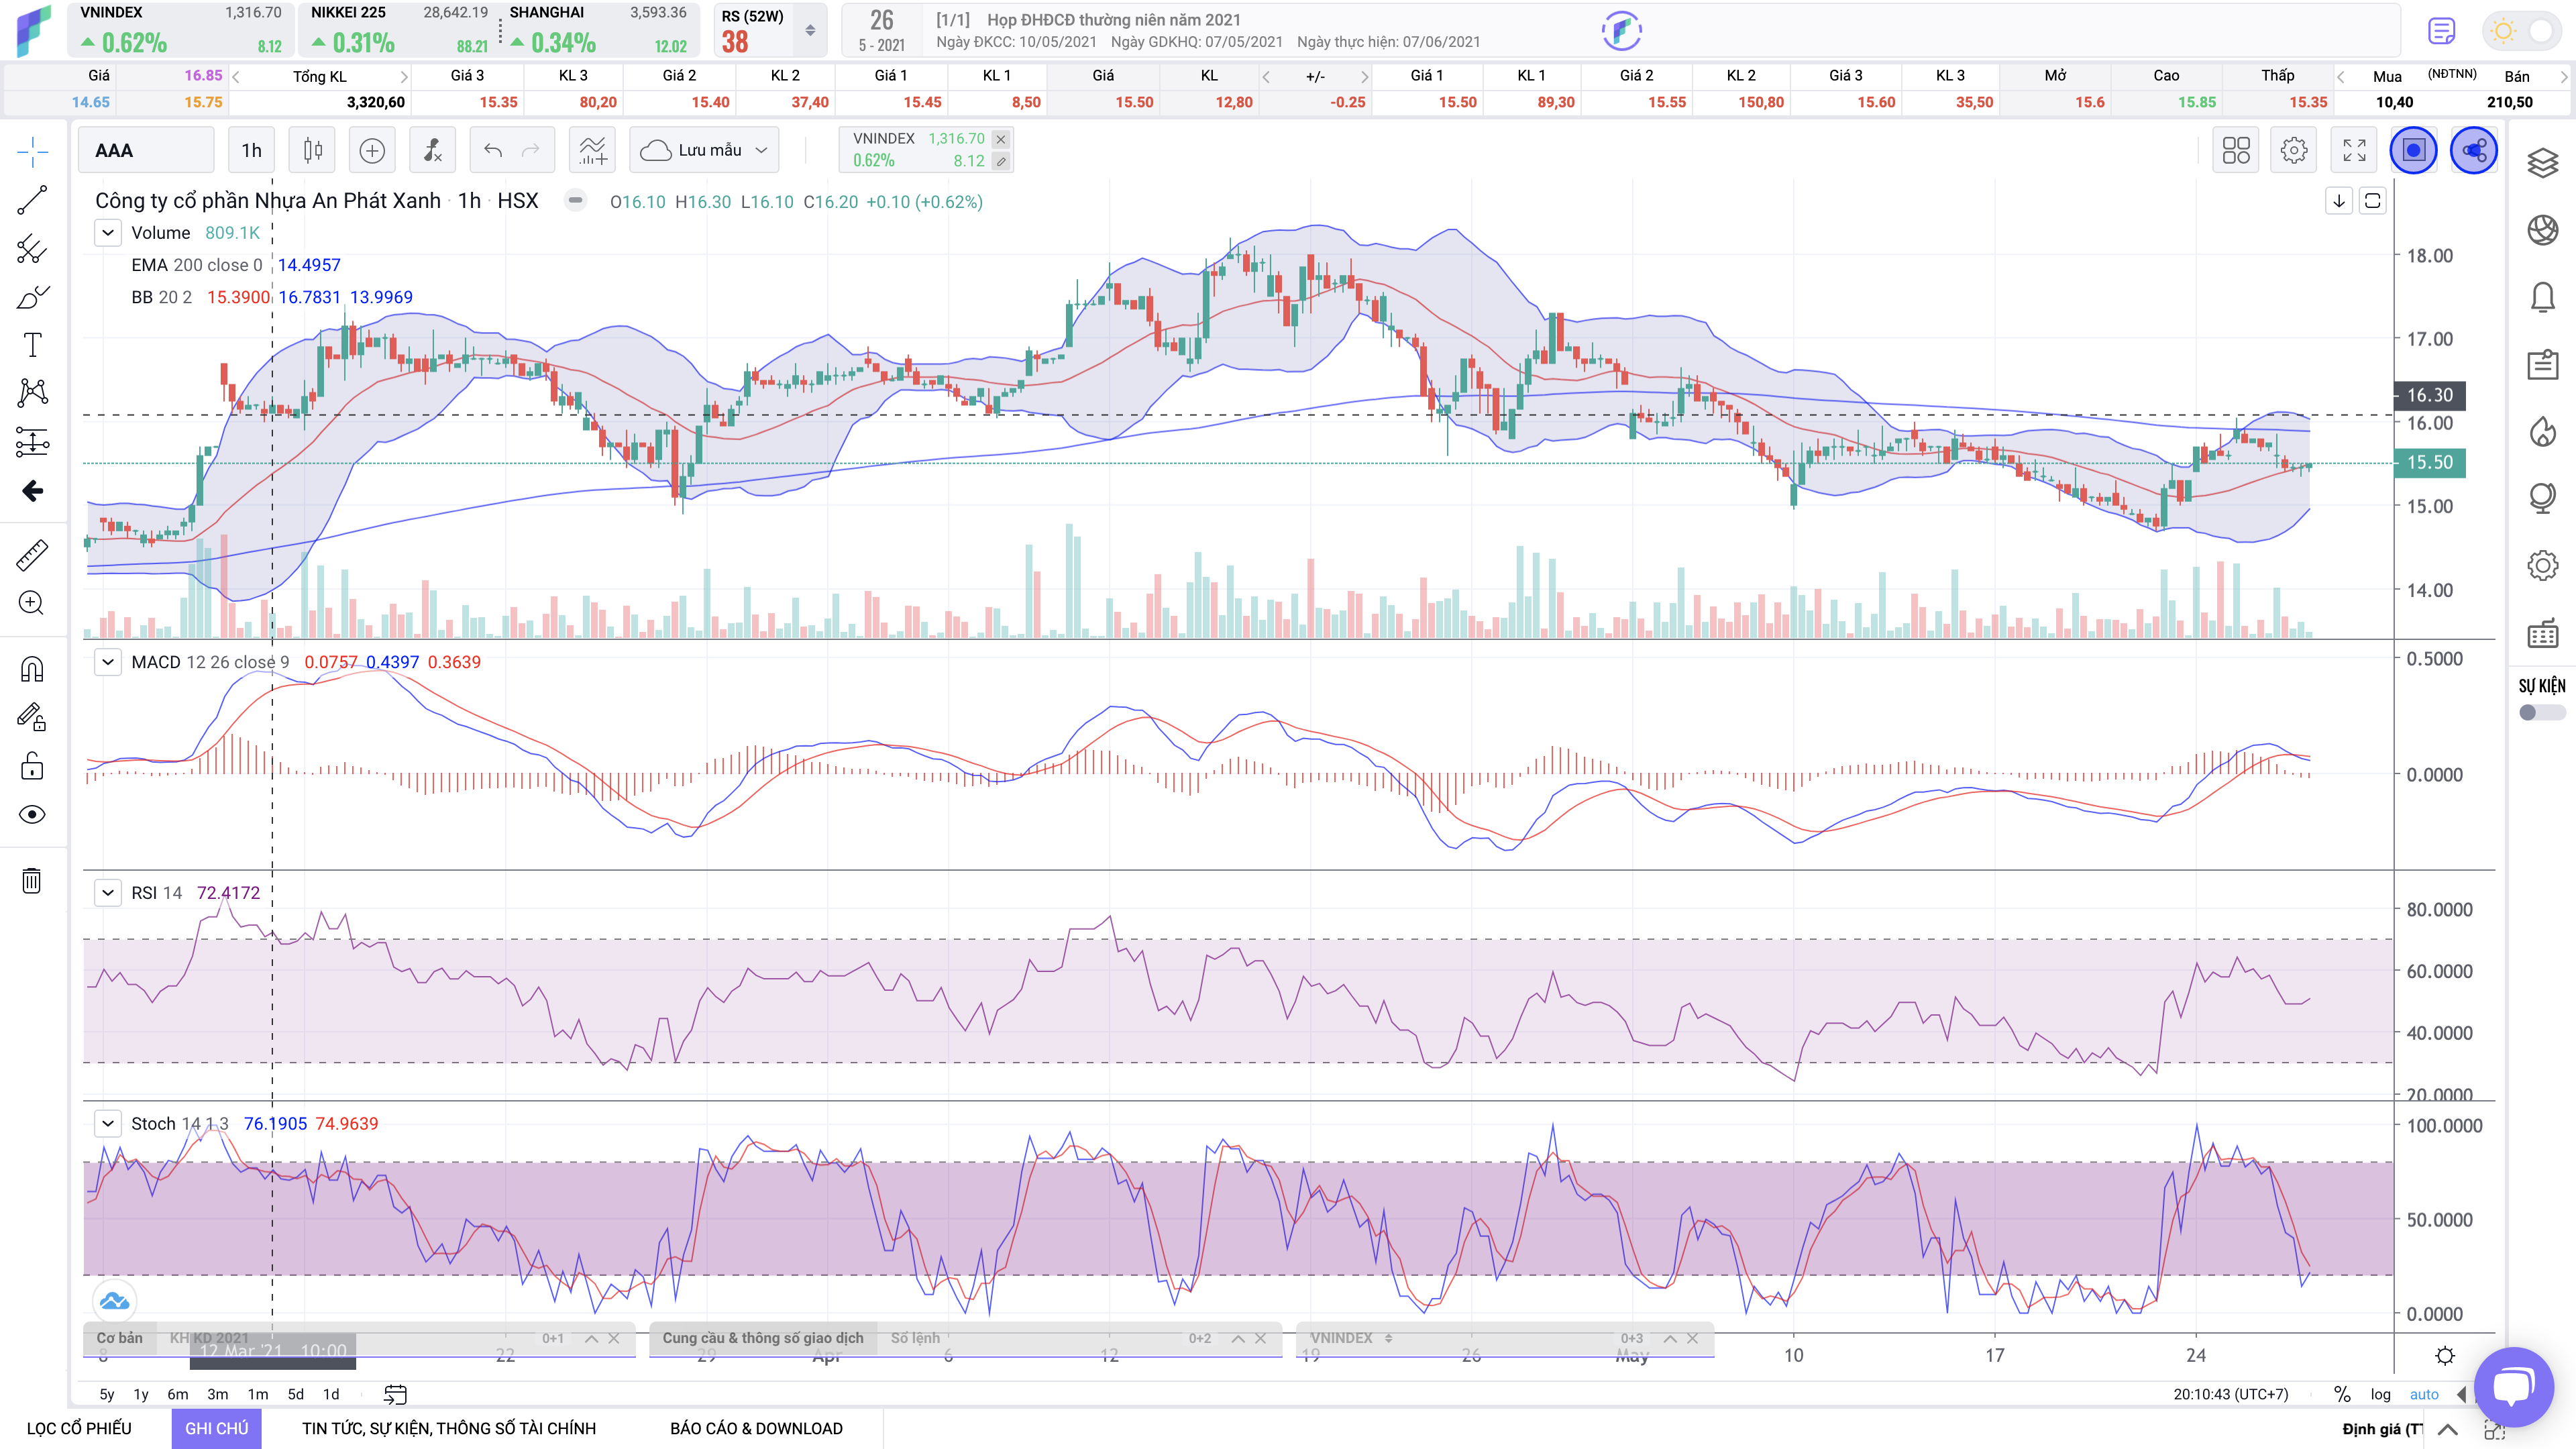 VNINDEX 1,316.70
0.62% 8.12
NIKKEI 225 28,642.19
0.31% 88.21
SHANGHAI 3,593.36
0.34% 12.02
RS (52W)
38
26
5 - 2021
[1/1] Họp ĐHĐCĐ thường niên năm 2021
Ngày ĐKCC: 10/05/2021 Ngày GDKHQ: 07/05/2021 Ngày thực hiện: 07/06/2021
Giá 16.85 Tổng KL Giá 3 KL 3 Giá 2 KL 2 Giá 1 KL 1 Giá KL +/- Giá 1 KL 1 Giá 2 KL 2 Giá 3 KL 3 Mở Cao Thấp Mua (NĐTNN) Bán
14.65 15.75 3,320,60 15.35 80,20 15.40 37,40 15.45 8,50 15.50 12,80 -0.25 15.50 89,30 15.55 150,80 15.60 35,50 15.6 15.85 15.35 10,40 210,50
AAA 1h Lưu mẫu
VNINDEX 1,316.70
0.62% 8.12
Công ty cổ phần Nhựa An Phát Xanh · 1h · HSX O16.10 H16.30 L16.10 C16.20 +0.10 (+0.62%)
Volume 809.1K
EMA 200 close 0 14.4957
BB 20 2 15.3900 16.7831 13.9969
18.00
17.00
16.30
16.00
15.50
15.00
14.00
MACD 12 26 close 9 0.0757 0.4397 0.3639
0.5000
0.0000
SỰ KIỆN
RSI 14 72.4172
80.0000
60.0000
40.0000
20.0000
Stoch 14 1 3 76.1905 74.9639
100.0000
50.0000
0.0000
Cơ bản KHKD 2021 0+1
Cung cầu & thông số giao dịch Sổ lệnh 0+2
VNINDEX 0+3
8 12 Mar '21 10:00 22 29 Apr 6 12 19 26 May 10 17 24
5y 1y 6m 3m 1m 5d 1d
20:10:43 (UTC+7) % log auto
LỌC CỔ PHIẾU GHI CHÚ TIN TỨC, SỰ KIỆN, THÔNG SỐ TÀI CHÍNH BÁO CÁO & DOWNLOAD Định giá (TT